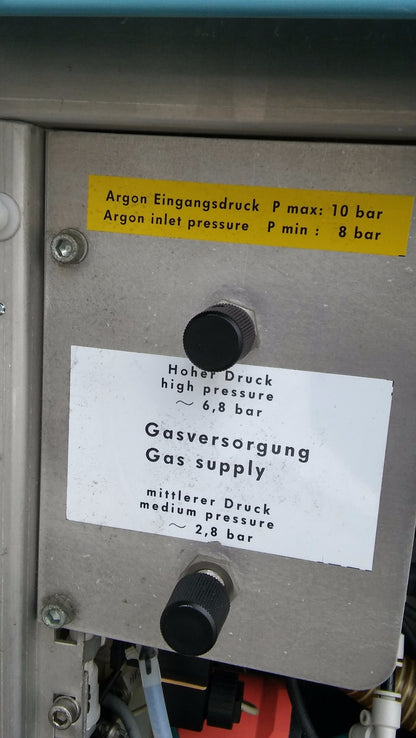 Argon Eingangsdruck P max: 10 bar
Argon inlet pressure P min : 8 bar
Hoher Druck
high pressure
~ 6,8 bar
Gasversorgung
Gas supply
mittlerer Druck
medium pressure
~ 2,8 bar